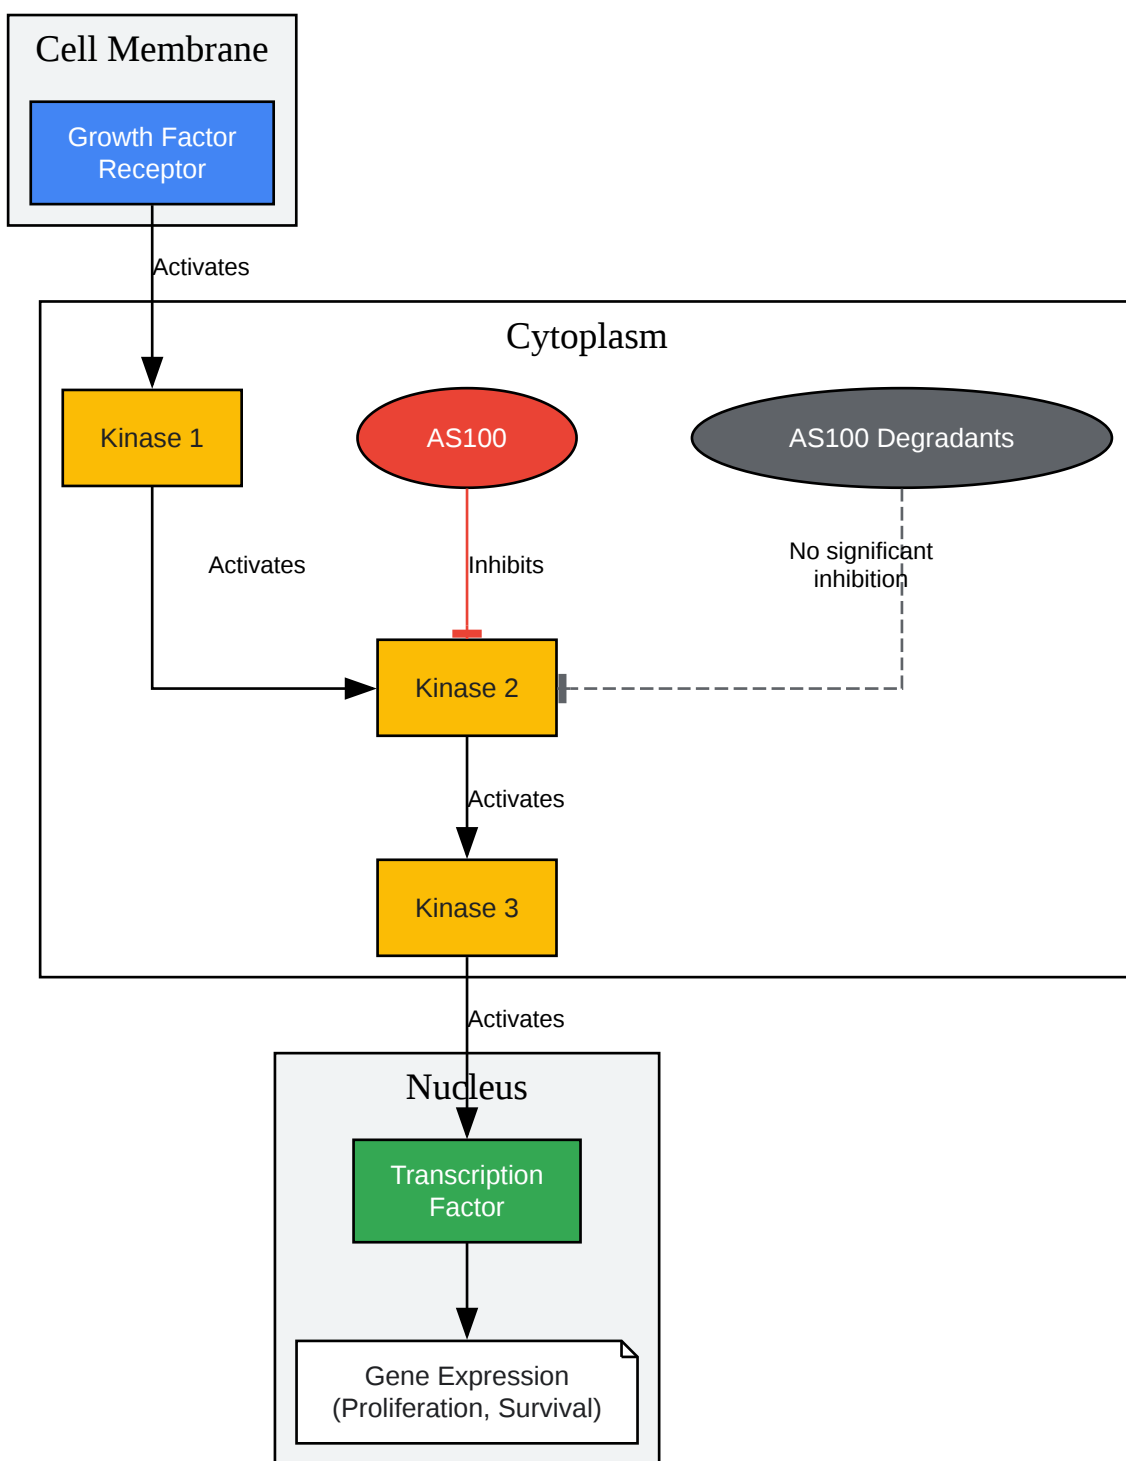 Cell Membrane
Growth Factor
Receptor
Activates
Cytoplasm
Kinase 1
AS100
AS100 Degradants
Activates
Inhibits
No significant
inhibition
Kinase 2
Activates
Kinase 3
Activates
Nucleus
Transcription
Factor
Gene Expression
(Proliferation, Survival)